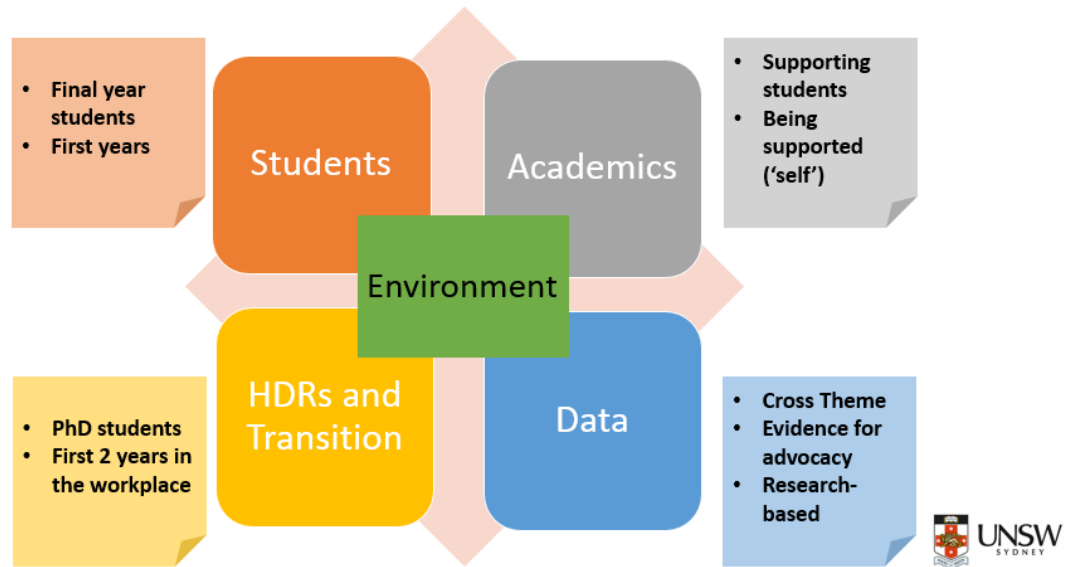 • Final year
students
• First years
Students
Academics
• Supporting
students
• Being
supported
(‘self’)
Environment
HDRs and
Transition
Data
• PhD students
• First 2 years in
the workplace
• Cross Theme
• Evidence for
advocacy
• Research-
based
UNSW
SYDNEY